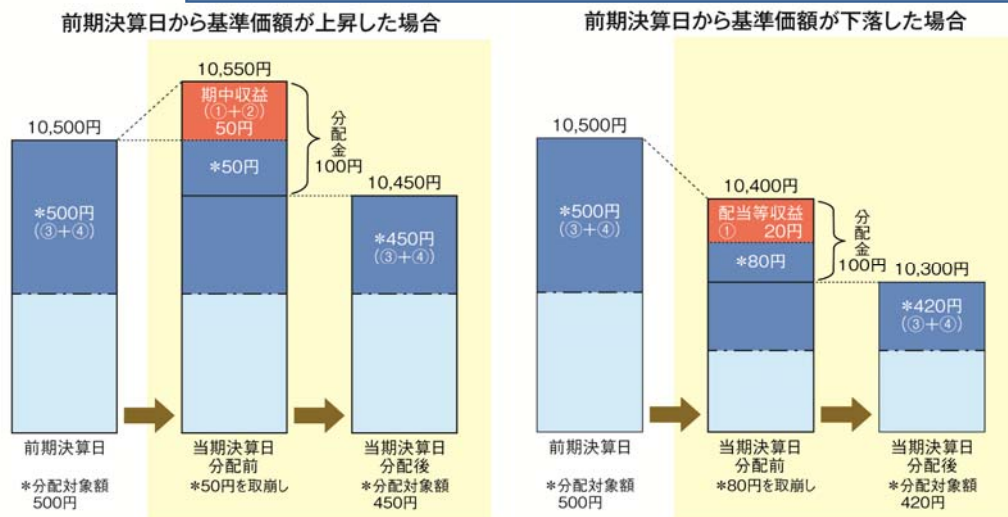 前期決算日から基準価額が上昇した場合
10,550円
期中収益
(①+②)
50円
10,500円
*50円
分配金
100円
10,450円
*500円
(③+④)
*450円
(③+④)
前期決算日
当期決算日
分配前
当期決算日
分配後
*分配対象額
500円
*50円を取崩し
*分配対象額
450円
前期決算日から基準価額が下落した場合
10,500円
10,400円
*500円
(③+④)
配当等収益
① 20円
*80円
分配金
100円
10,300円
*420円
(③+④)
前期決算日
当期決算日
分配前
当期決算日
分配後
*分配対象額
500円
*80円を取崩し
*分配対象額
420円